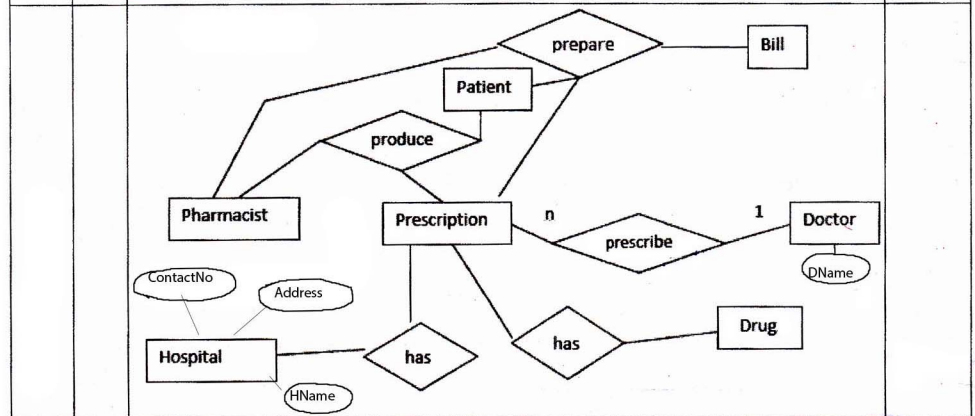 prepare
Bill
Patient
produce
Pharmacist
Prescription
n
prescribe
1
Doctor
DName
ContactNo
Address
Hospital
has
has
Drug
HName